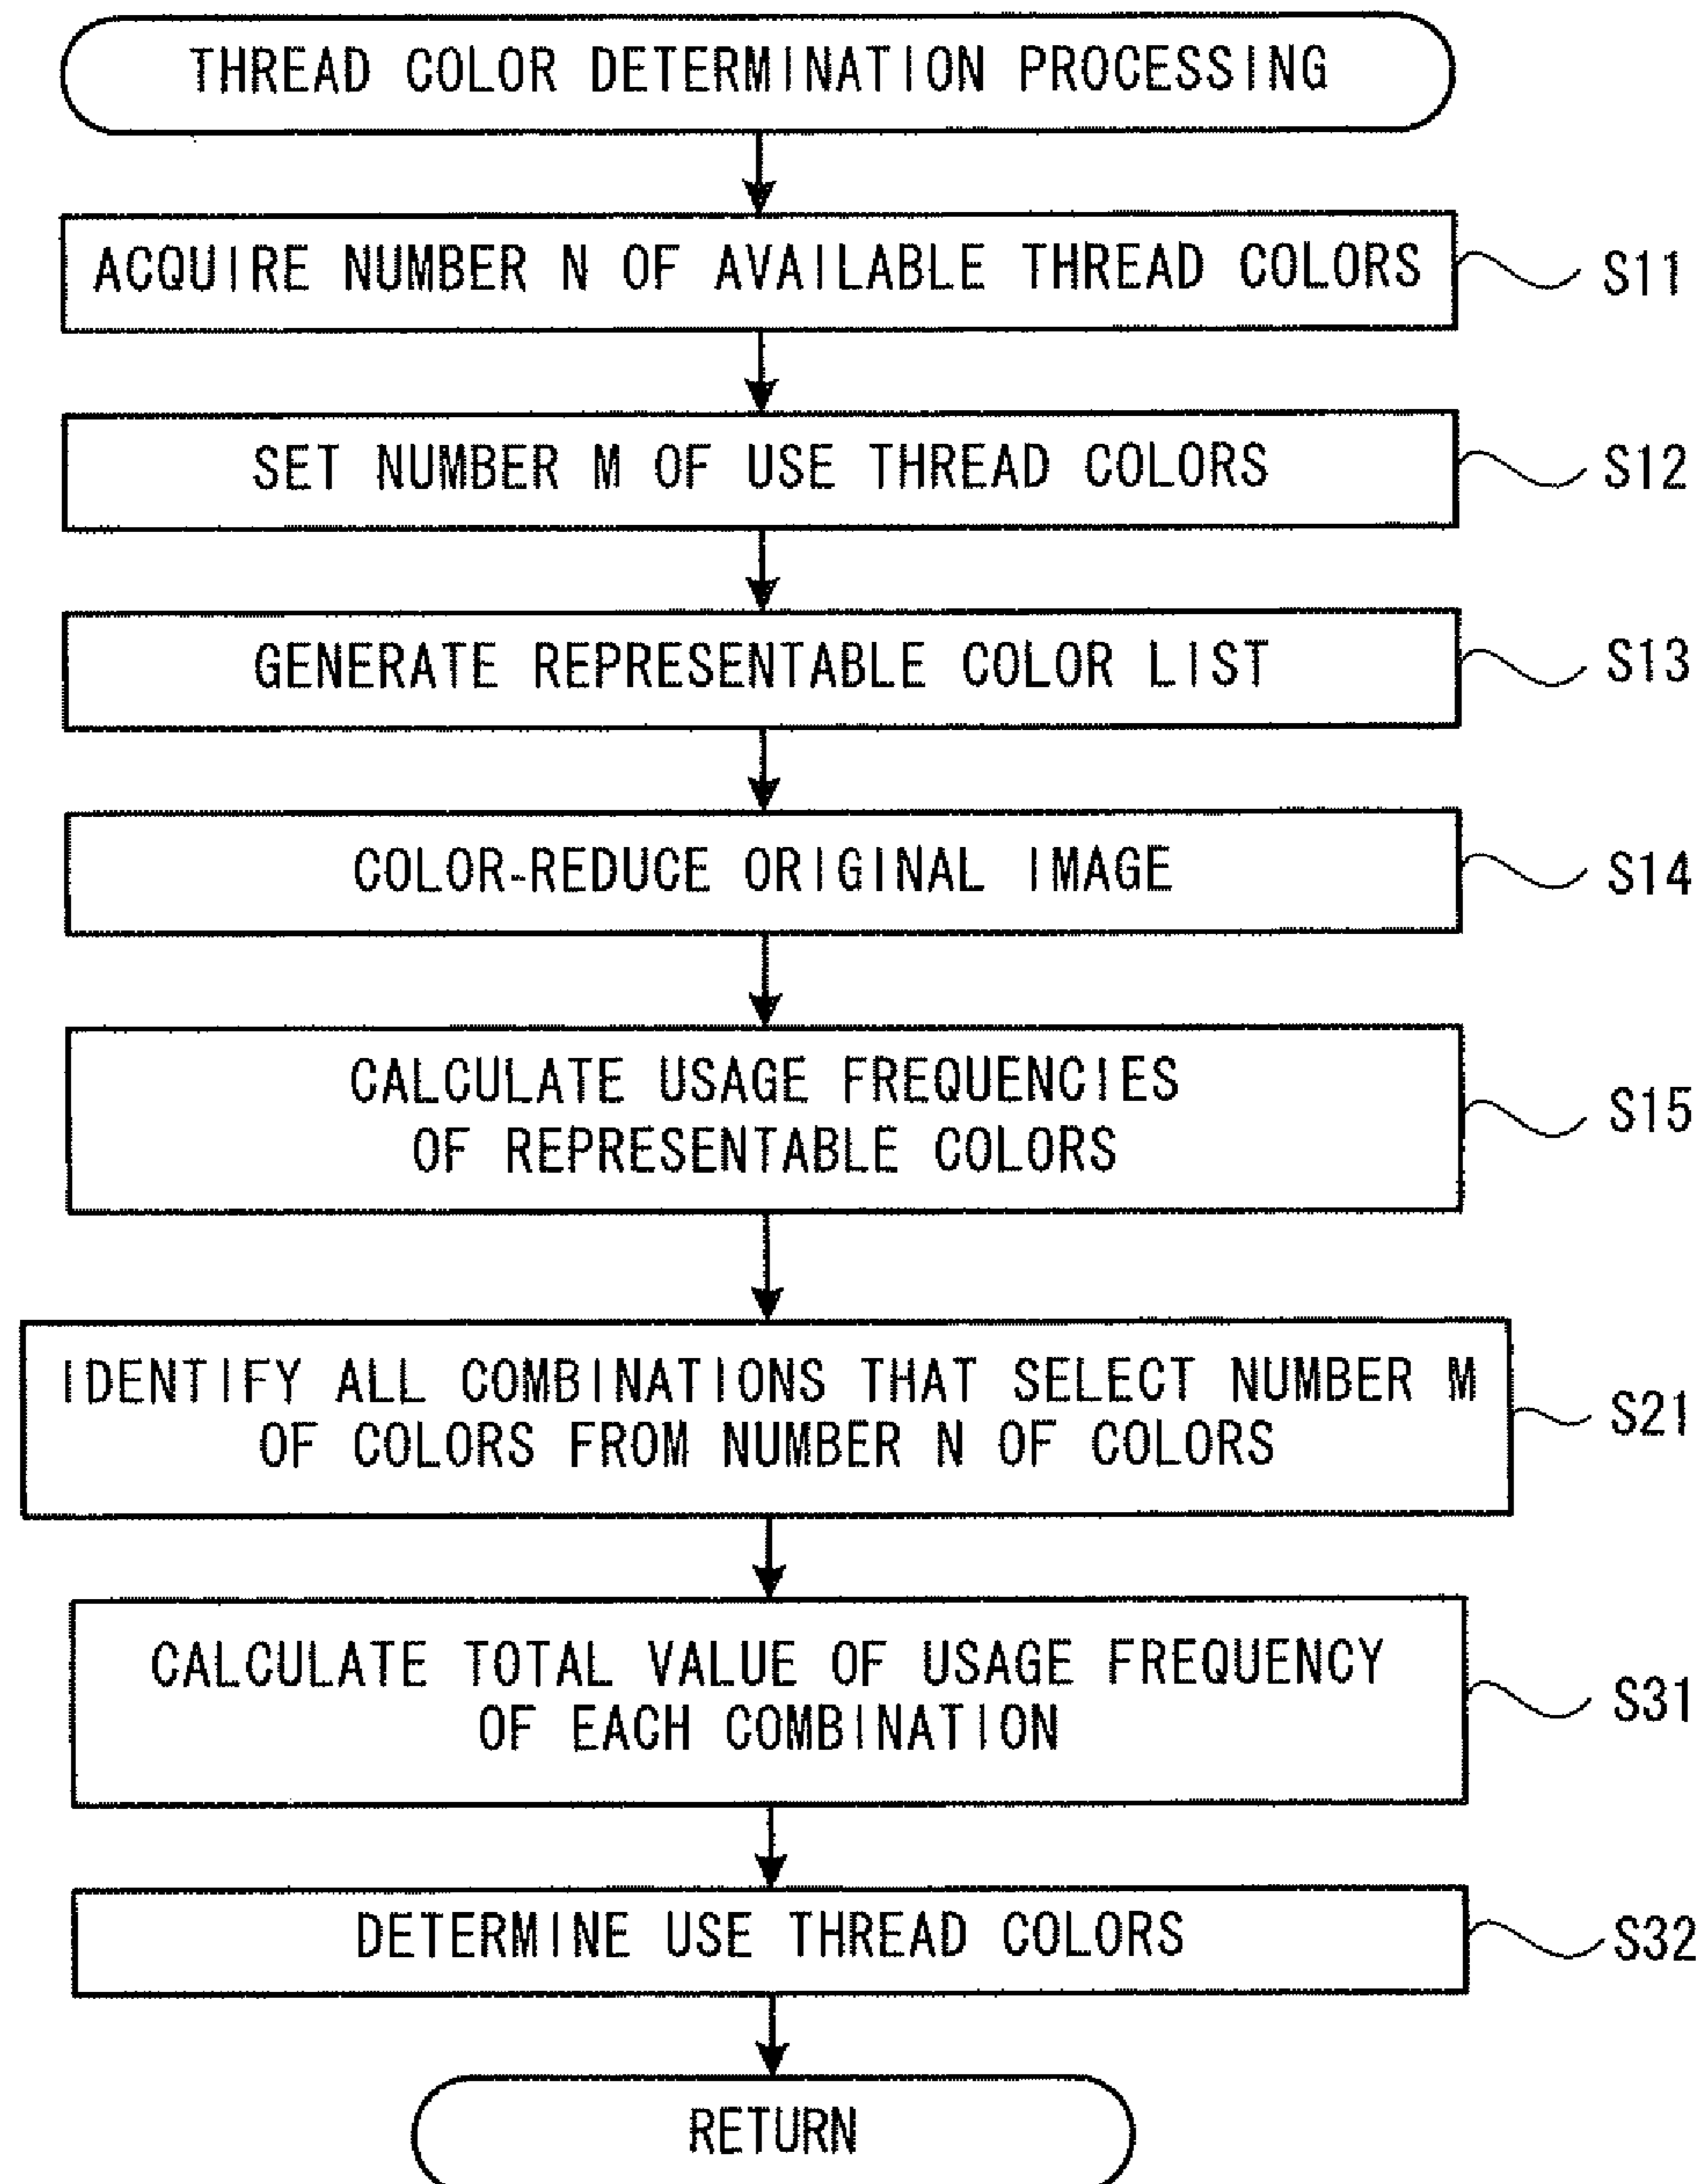 THREAD COLOR DETERMINATION PROCESSING
ACQUIRE NUMBER N OF AVAILABLE THREAD COLORS
S11
SET NUMBER M OF USE THREAD COLORS
S12
GENERATE REPRESENTABLE COLOR LIST
S13
COLOR-REDUCE ORIGINAL IMAGE
S14
CALCULATE USAGE FREQUENCIES
OF REPRESENTABLE COLORS
S15
IDENTIFY ALL COMBINATIONS THAT SELECT NUMBER M
OF COLORS FROM NUMBER N OF COLORS
S21
CALCULATE TOTAL VALUE OF USAGE FREQUENCY
OF EACH COMBINATION
S31
DETERMINE USE THREAD COLORS
S32
RETURN